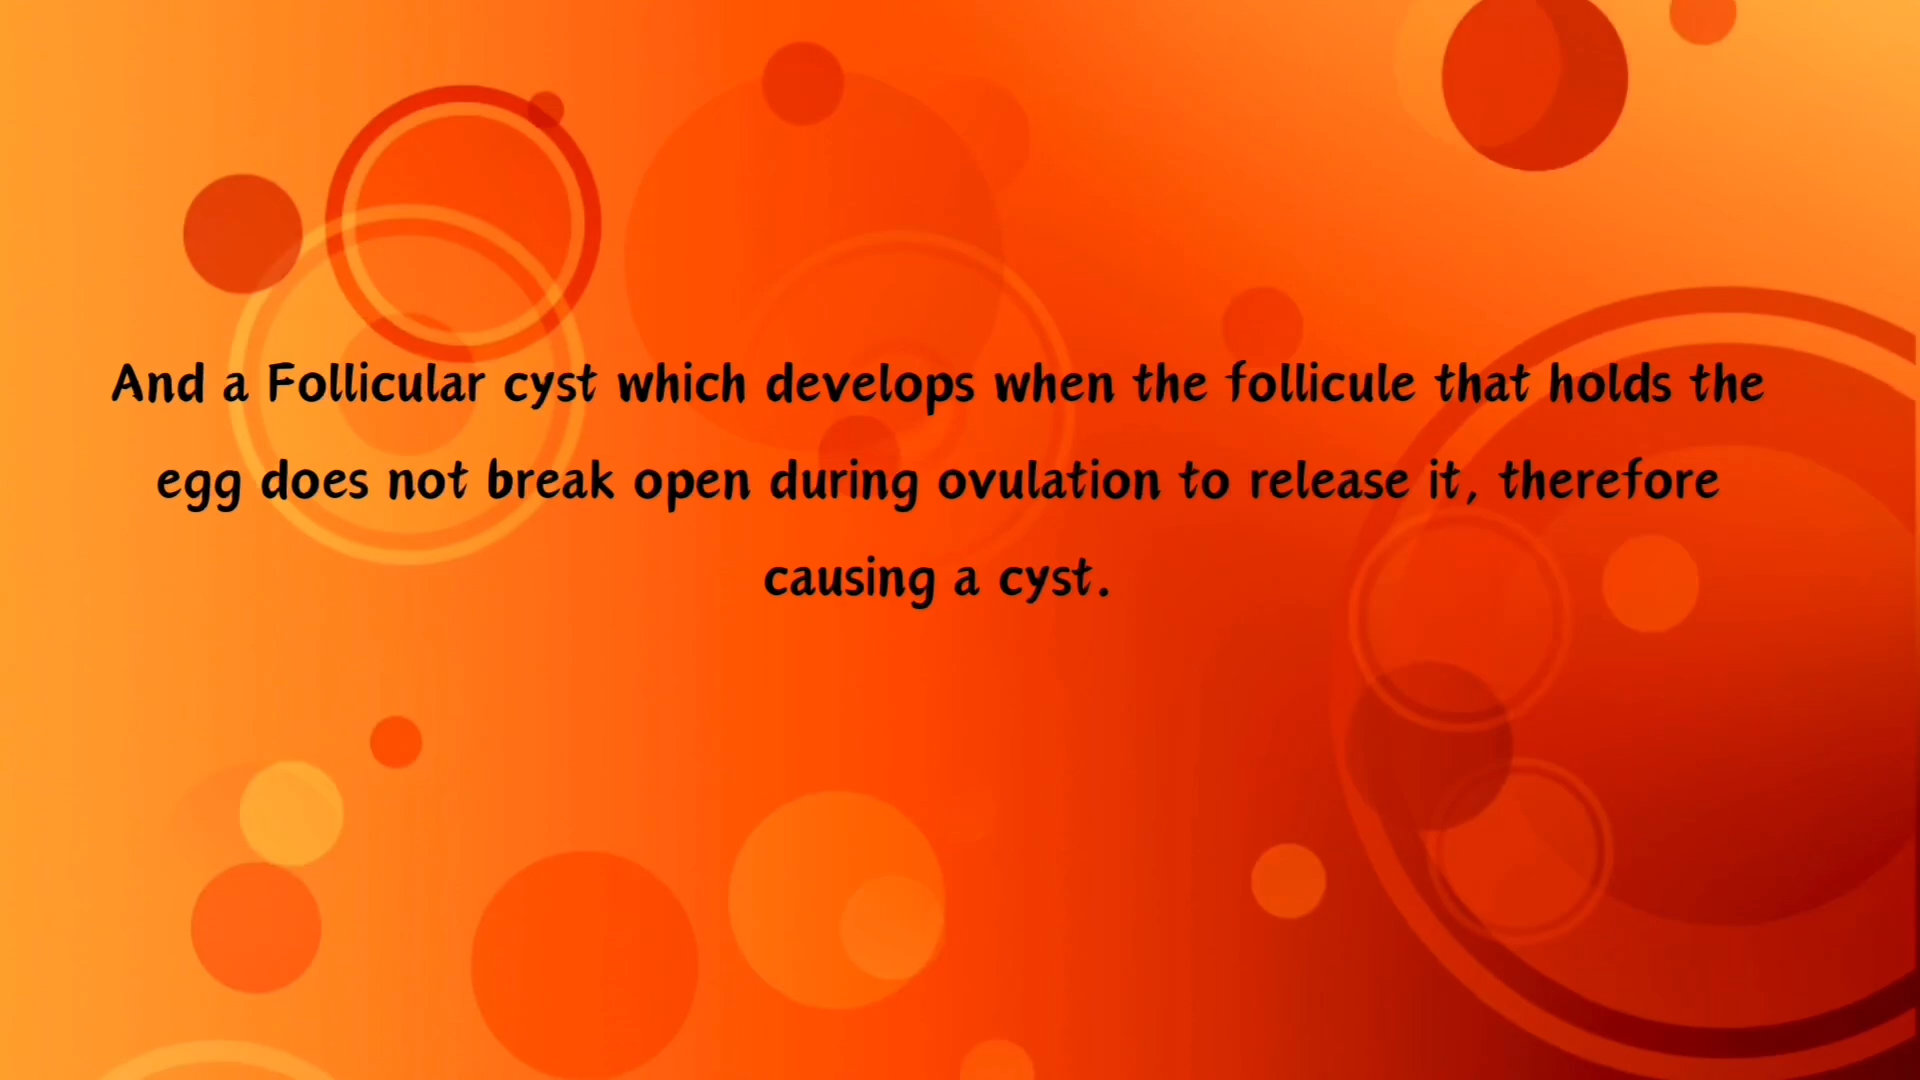 And a Follicular cyst which develops when the follicule that holds the
egg does not break open during ovulation to release it, therefore
causing a cyst.